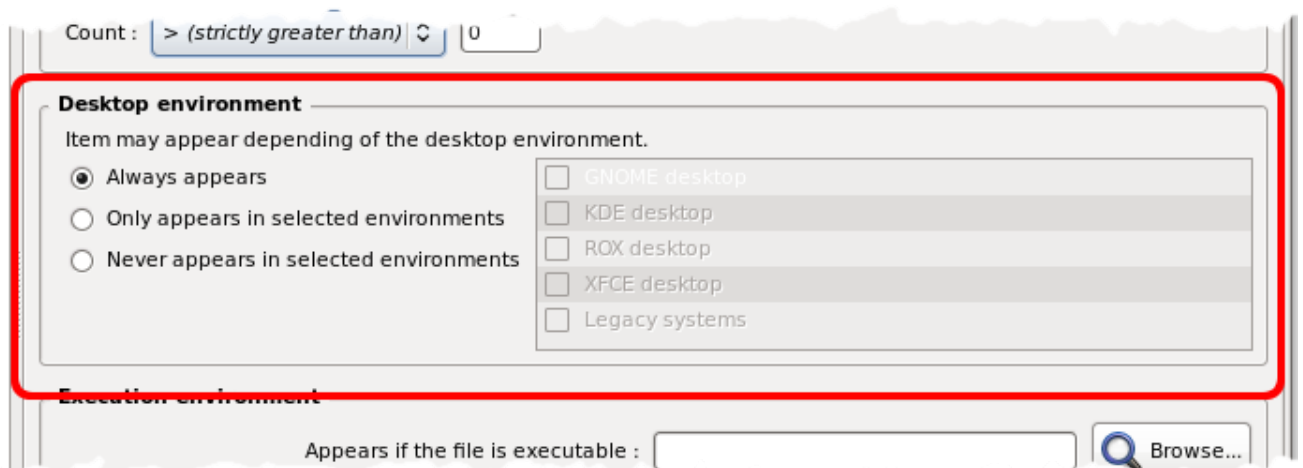 Count : > (strictly greater than) 0
Desktop environment
Item may appear depending of the desktop environment.
Always appears
Only appears in selected environments
Never appears in selected environments
GNOME desktop
KDE desktop
ROX desktop
XFCE desktop
Legacy systems
Execution environment
Appears if the file is executable : Browse...